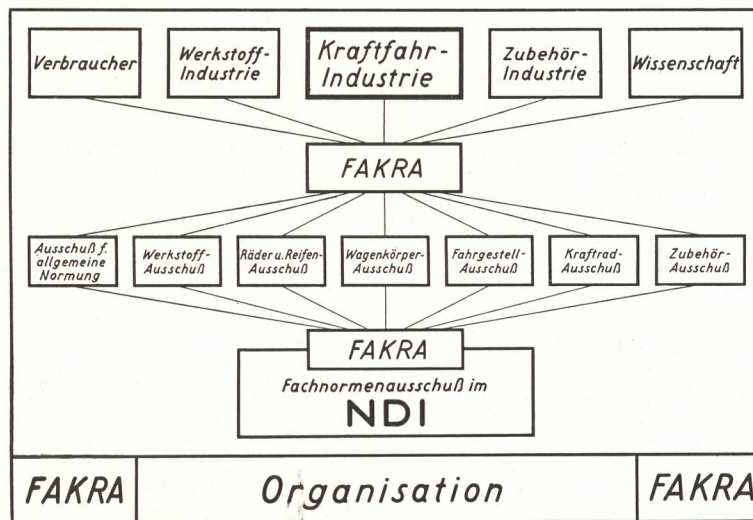 Verbraucher
Werkstoff-
Industrie
Kraftfahr-
Industrie
Zubehör-
Industrie
Wissenschaft
FAKRA
Ausschuß f.
allgemeine
Normung
Werkstoff-
Ausschuß
Räder u. Reifen-
Ausschuß
Wagenkörper-
Ausschuß
Fahrgestell-
Ausschuß
Kraftrad-
Ausschuß
Zubehör-
Ausschuß
FAKRA
Fachnormenausschuß im
NDI
FAKRA
Organisation
FAKRA